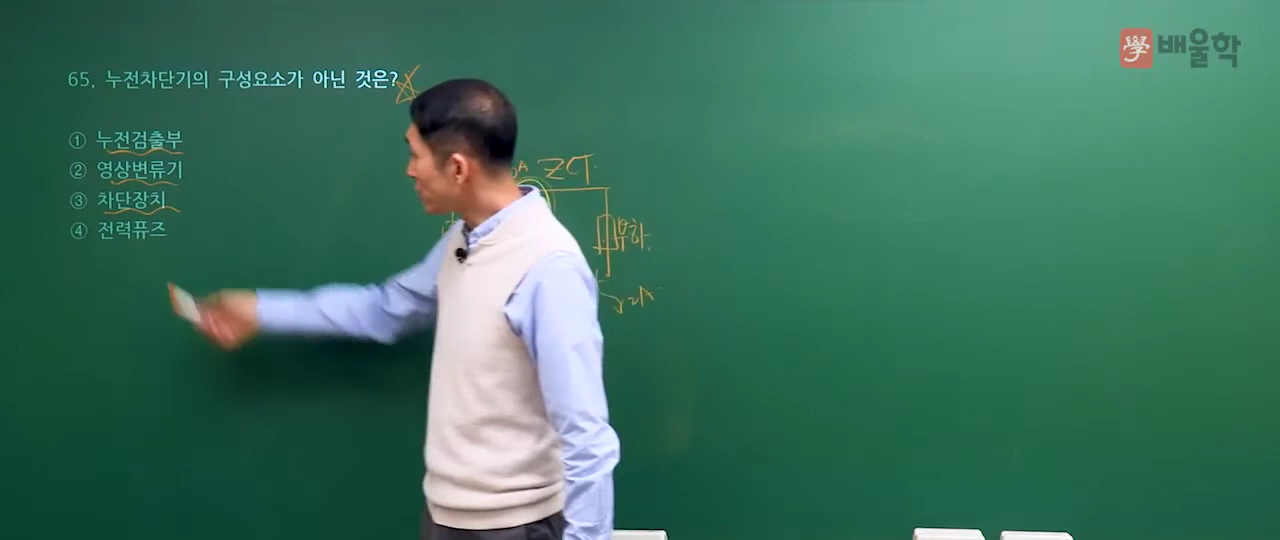 學 배울학
65. 누전차단기의 구성요소가 아닌 것은?
① 누전검출부
② 영상변류기
③ 차단장치
④ 전력퓨즈
ZCT
부하
2A